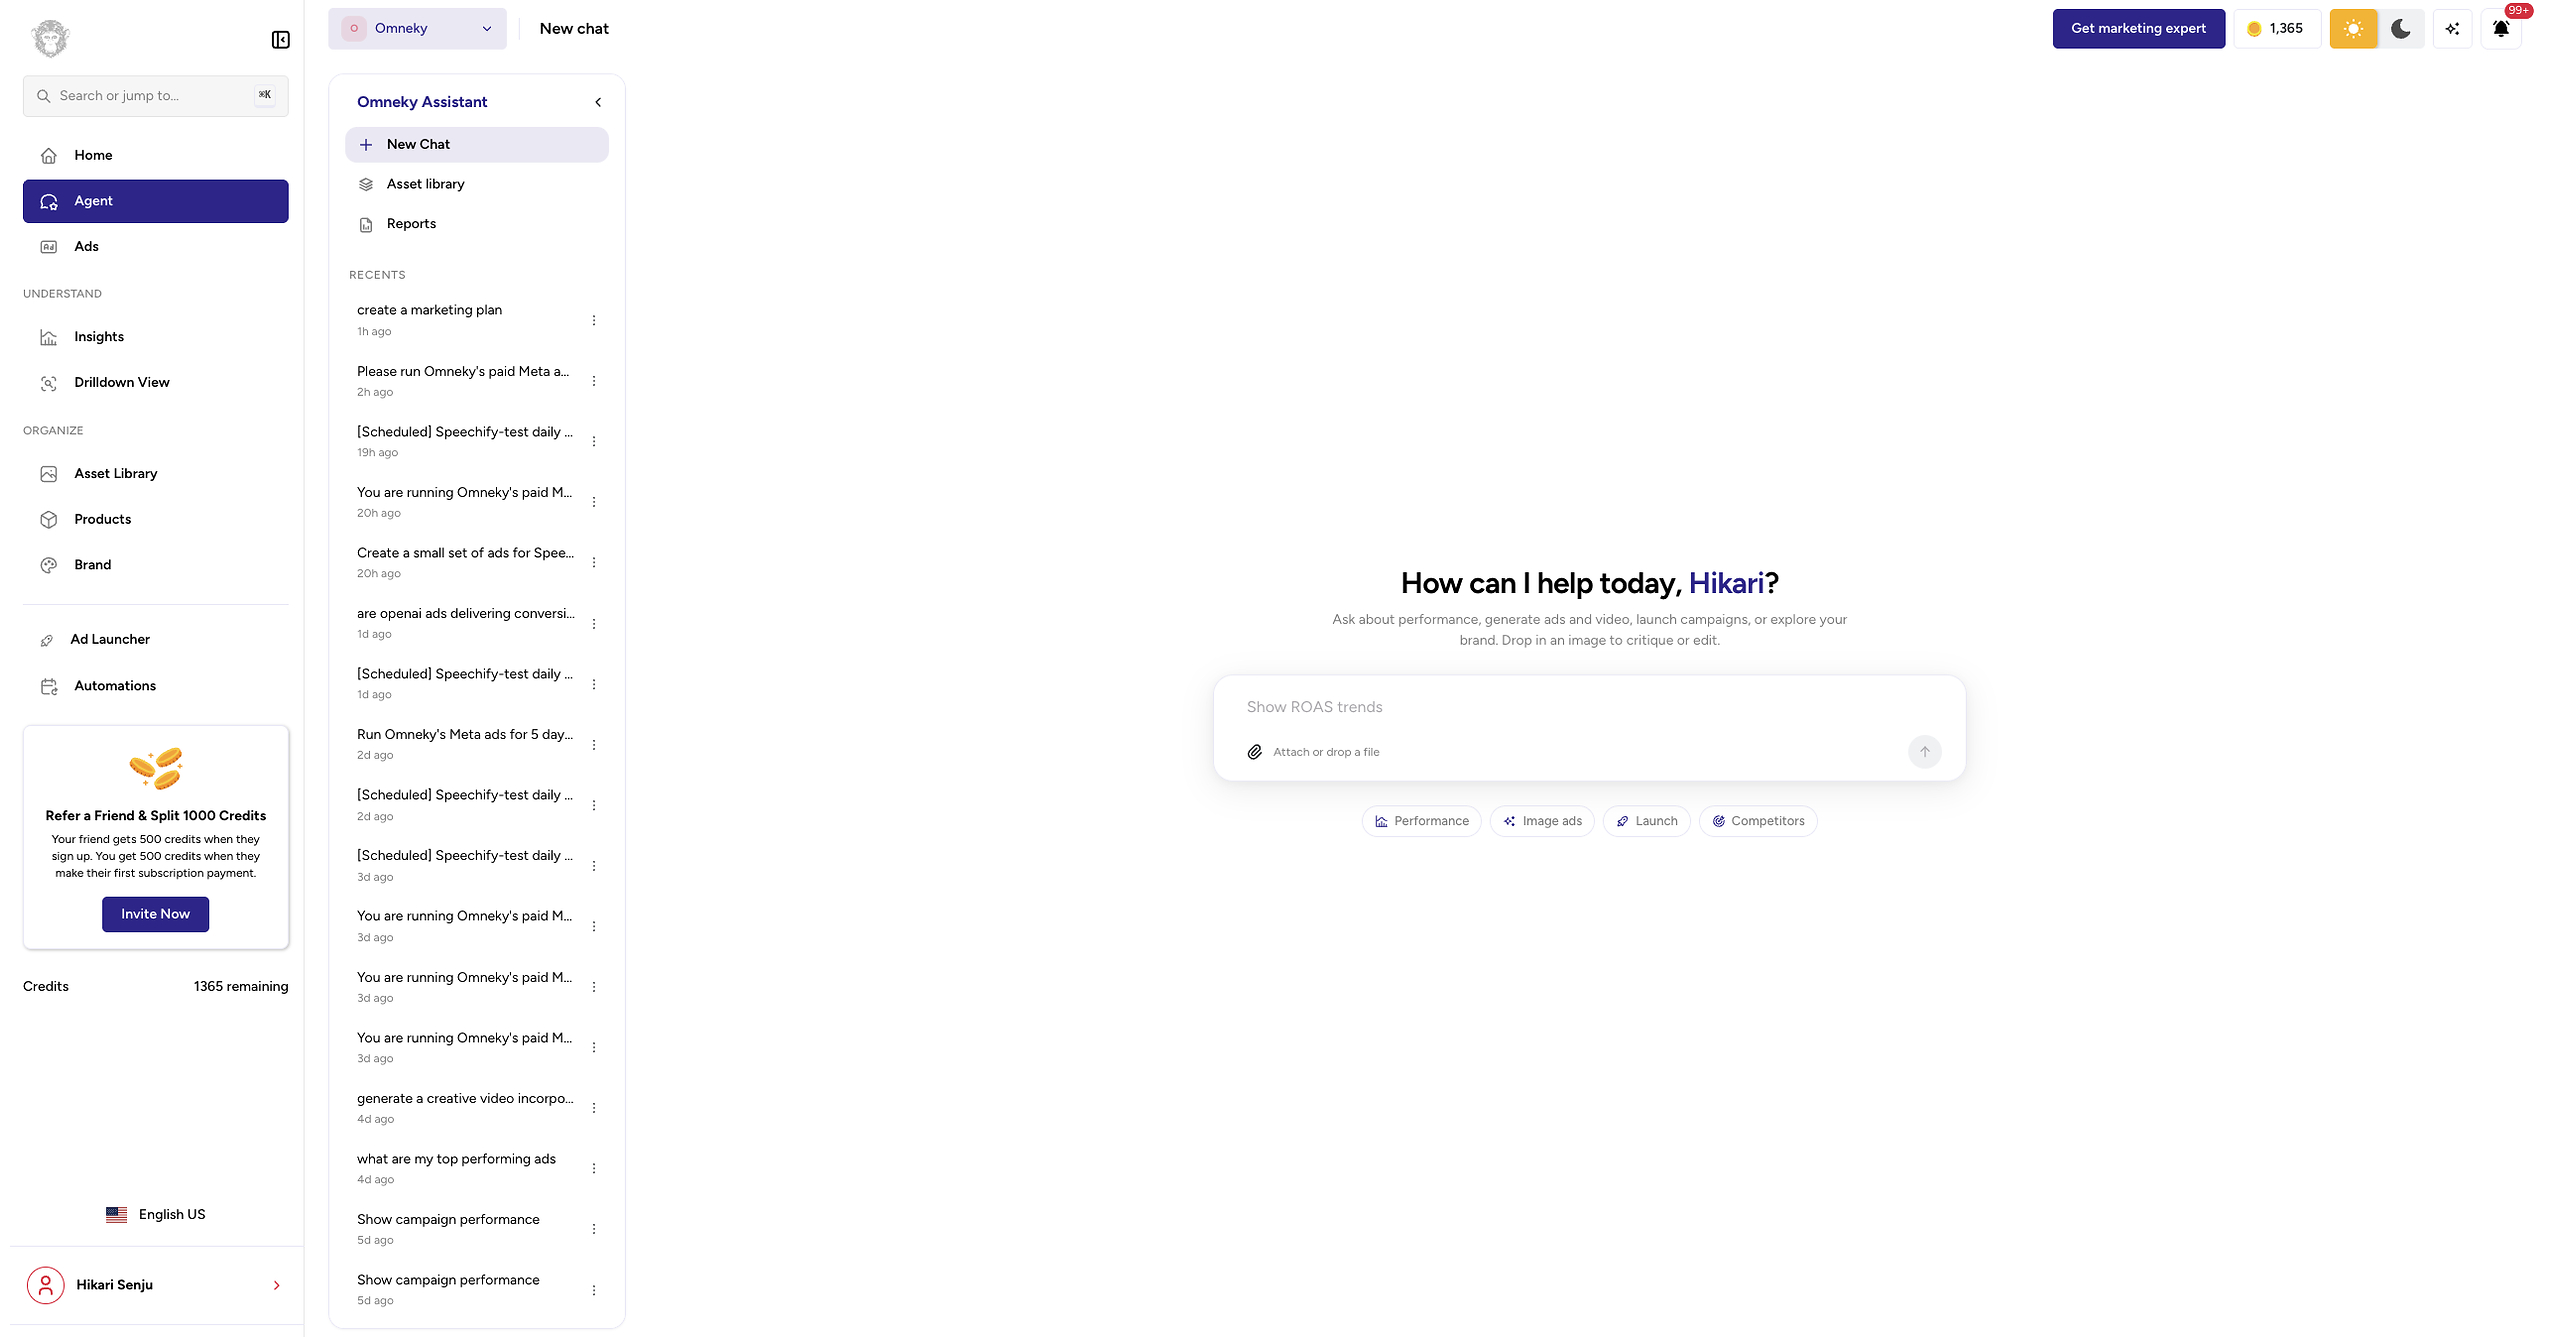 Search or jump to...
⌘K
Home
Agent
Ads
UNDERSTAND
Insights
Drilldown View
ORGANIZE
Asset Library
Products
Brand
Ad Launcher
Automations
Refer a Friend & Split 1000 Credits
Your friend gets 500 credits when they
sign up. You get 500 credits when they
make their first subscription payment.
Invite Now
Credits
1365 remaining
English US
Hikari Senju
O
Omneky
New chat
Get marketing expert
1,365
99+
Omneky Assistant
New Chat
Asset library
Reports
RECENTS
create a marketing plan
1h ago
Please run Omneky's paid Meta a...
2h ago
[Scheduled] Speechify-test daily ...
19h ago
You are running Omneky's paid M...
20h ago
Create a small set of ads for Spee...
20h ago
are openai ads delivering conversi...
1d ago
[Scheduled] Speechify-test daily ...
1d ago
Run Omneky's Meta ads for 5 day...
2d ago
[Scheduled] Speechify-test daily ...
2d ago
[Scheduled] Speechify-test daily ...
3d ago
You are running Omneky's paid M...
3d ago
You are running Omneky's paid M...
3d ago
You are running Omneky's paid M...
3d ago
generate a creative video incorpo...
4d ago
what are my top performing ads
4d ago
Show campaign performance
5d ago
Show campaign performance
5d ago
How can I help today, Hikari?
Ask about performance, generate ads and video, launch campaigns, or explore your
brand. Drop in an image to critique or edit.
Show ROAS trends
Attach or drop a file
Performance
Image ads
Launch
Competitors